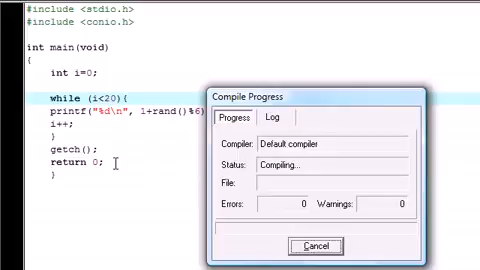 #include <stdio.h>
#include <conio.h>
int main(void)
{
int i=0;
while (i<20){
printf("%d\n", 1+rand()%6)
i++;
}
getch();
return 0;
}
Compile Progress
Progress Log
Compiler: Default compiler
Status: Compiling...
File:
Errors: 0 Warnings: 0
Cancel